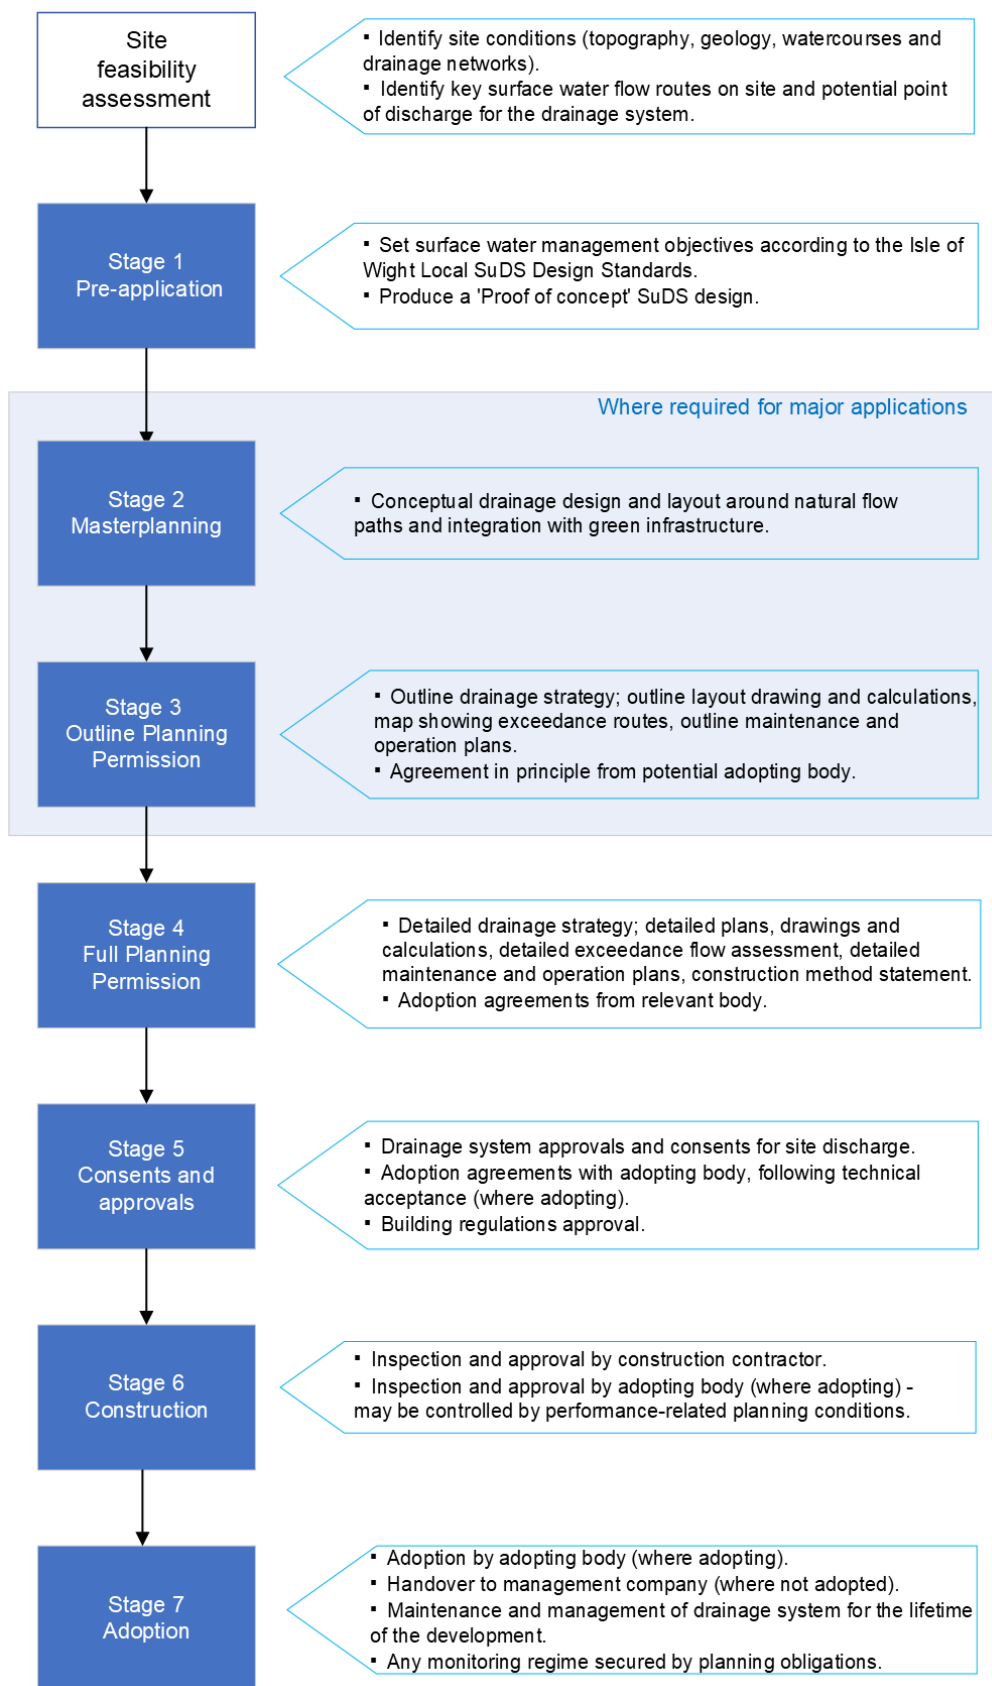 Site
feasibility
assessment
▪ Identify site conditions (topography, geology, watercourses and
drainage networks).
▪ Identify key surface water flow routes on site and potential point
of discharge for the drainage system.
Stage 1
Pre-application
▪ Set surface water management objectives according to the Isle of
Wight Local SuDS Design Standards.
▪ Produce a 'Proof of concept' SuDS design.
Where required for major applications
Stage 2
Masterplanning
▪ Conceptual drainage design and layout around natural flow
paths and integration with green infrastructure.
Stage 3
Outline Planning
Permission
▪ Outline drainage strategy; outline layout drawing and calculations,
map showing exceedance routes, outline maintenance and
operation plans.
▪ Agreement in principle from potential adopting body.
Stage 4
Full Planning
Permission
▪ Detailed drainage strategy; detailed plans, drawings and
calculations, detailed exceedance flow assessment, detailed
maintenance and operation plans, construction method statement.
▪ Adoption agreements from relevant body.
Stage 5
Consents and
approvals
▪ Drainage system approvals and consents for site discharge.
▪ Adoption agreements with adopting body, following technical
acceptance (where adopting).
▪ Building regulations approval.
Stage 6
Construction
▪ Inspection and approval by construction contractor.
▪ Inspection and approval by adopting body (where adopting) -
may be controlled by performance-related planning conditions.
Stage 7
Adoption
▪ Adoption by adopting body (where adopting).
▪ Handover to management company (where not adopted).
▪ Maintenance and management of drainage system for the lifetime
of the development.
▪ Any monitoring regime secured by planning obligations.